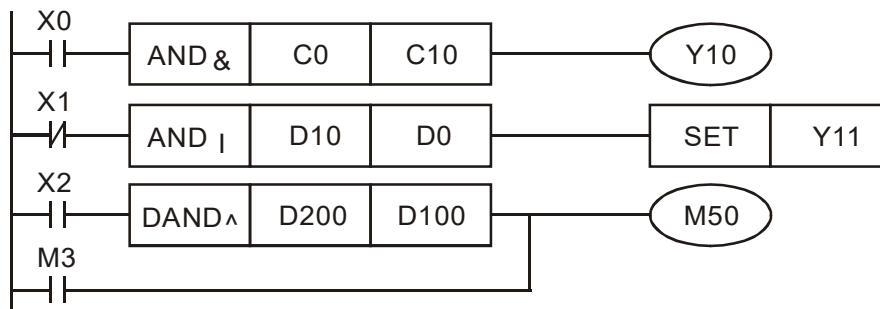 X0
AND & C0 C10 Y10
X1
AND | D10 D0 SET Y11
X2
DAND ^ D200 D100 M50
M3